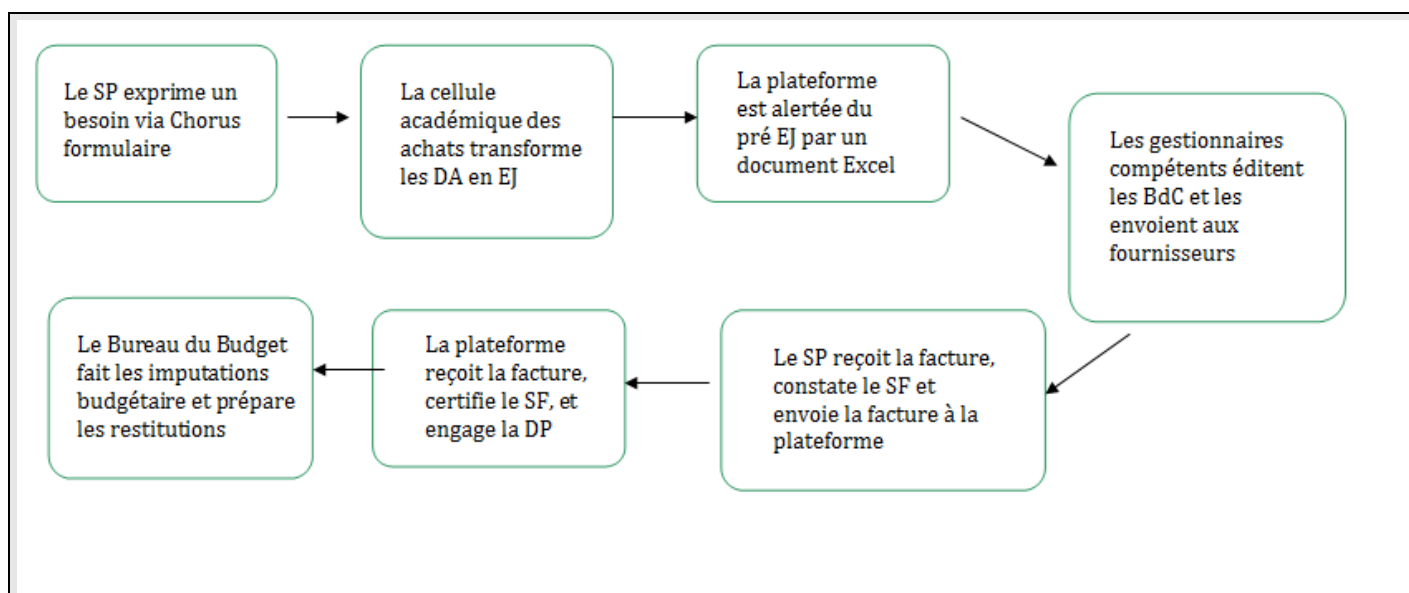 Le SP exprime un
besoin via Chorus
formulaire
La cellule
académique des
achats transforme
les DA en EJ
La plateforme
est alertée du
pré EJ par un
document Excel
Les gestionnaires
compétents éditent
les BdC et les
envoient aux
fournisseurs
Le SP reçoit la facture,
constate le SF et
envoie la facture à la
plateforme
La plateforme
reçoit la facture,
certifie le SF, et
engage la DP
Le Bureau du Budget
fait les imputations
budgétaire et prépare
les restitutions